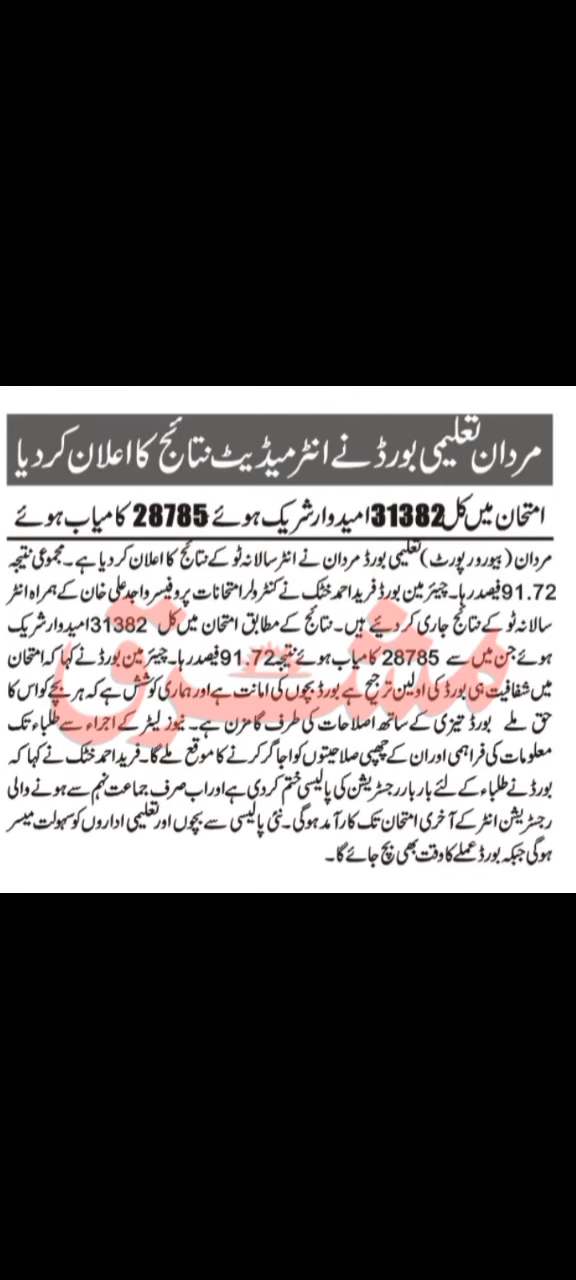 مردان تعلیمی بورڈ نے انٹرمیڈیٹ نتائج کا اعلان کر دیا
امتحان میں کل 31382 امیدوار شریک ہوئے 28785 کامیاب ہوئے
مردان (بیورو رپورٹ) تعلیمی بورڈ مردان نے انٹر سالانہ ٹو کے نتائج کا اعلان کر دیا ہے۔ مجموعی نتیجہ
91.72 فیصد رہا۔ چیئرمین بورڈ فرید احمد خٹک نے کنٹرولر امتحانات پروفیسر واجد علی خان کے ہمراہ انٹر
سالانہ ٹو کے نتائج جاری کر دیئے ہیں۔ نتائج کے مطابق امتحان میں کل 31382 امیدوار شریک
ہوئے جن میں سے 28785 کامیاب ہوئے نتیجہ 91.72 فیصد رہا۔ چیئرمین بورڈ نے کہا کہ امتحان
میں شفافیت ہی بورڈ کی اولین ترجیح ہے بورڈ بچوں کی امانت ہے اور ہماری کوشش ہے کہ ہر بچے کو اس کا
حق ملے بورڈ تیزی کے ساتھ اصلاحات کی طرف گامزن ہے۔ نیوز لیٹر کے اجراء سے طلباء تک
معلومات کی فراہمی اور ان کے چھپی صلاحیتوں کو اجاگر کرنے کا موقع ملے گا۔ فرید احمد خٹک نے کہا کہ
بورڈ نے طلباء کے لئے بار بار رجسٹریشن کی پالیسی ختم کر دی ہے اور اب صرف جماعت نہم سے ہونے والی
رجسٹریشن انٹر کے آخری امتحان تک کارآمد ہوگی۔ نئی پالیسی سے بچوں اور تعلیمی اداروں کو سہولت میسر
ہوگی جبکہ بورڈ عملے کا وقت بھی بچ جائے گا۔
مشرق